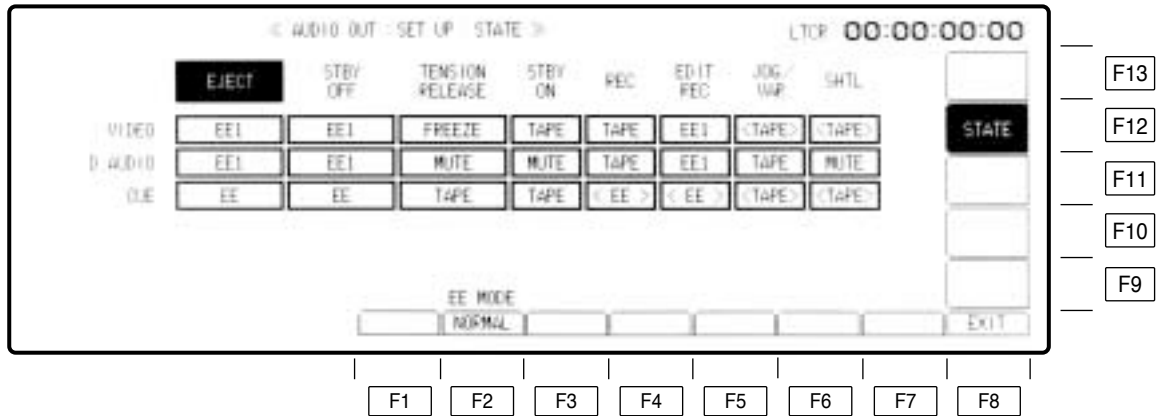 < AUDIO OUT : SET UP STATE > LTCR 00:00:00:00
EJECT STBY OFF TENSION RELEASE STBY ON REC EDIT REC JOG/ VAR SHTL
VIDEO EE1 EE1 FREEZE TAPE TAPE EE1 <TAPE> <TAPE>
D AUDIO EE1 EE1 MUTE MUTE TAPE EE1 TAPE MUTE
CUE EE EE TAPE TAPE < EE > < EE > <TAPE> <TAPE>
STATE
EE MODE
NORMAL EXIT
F13
F12
F11
F10
F9
F1 F2 F3 F4 F5 F6 F7 F8